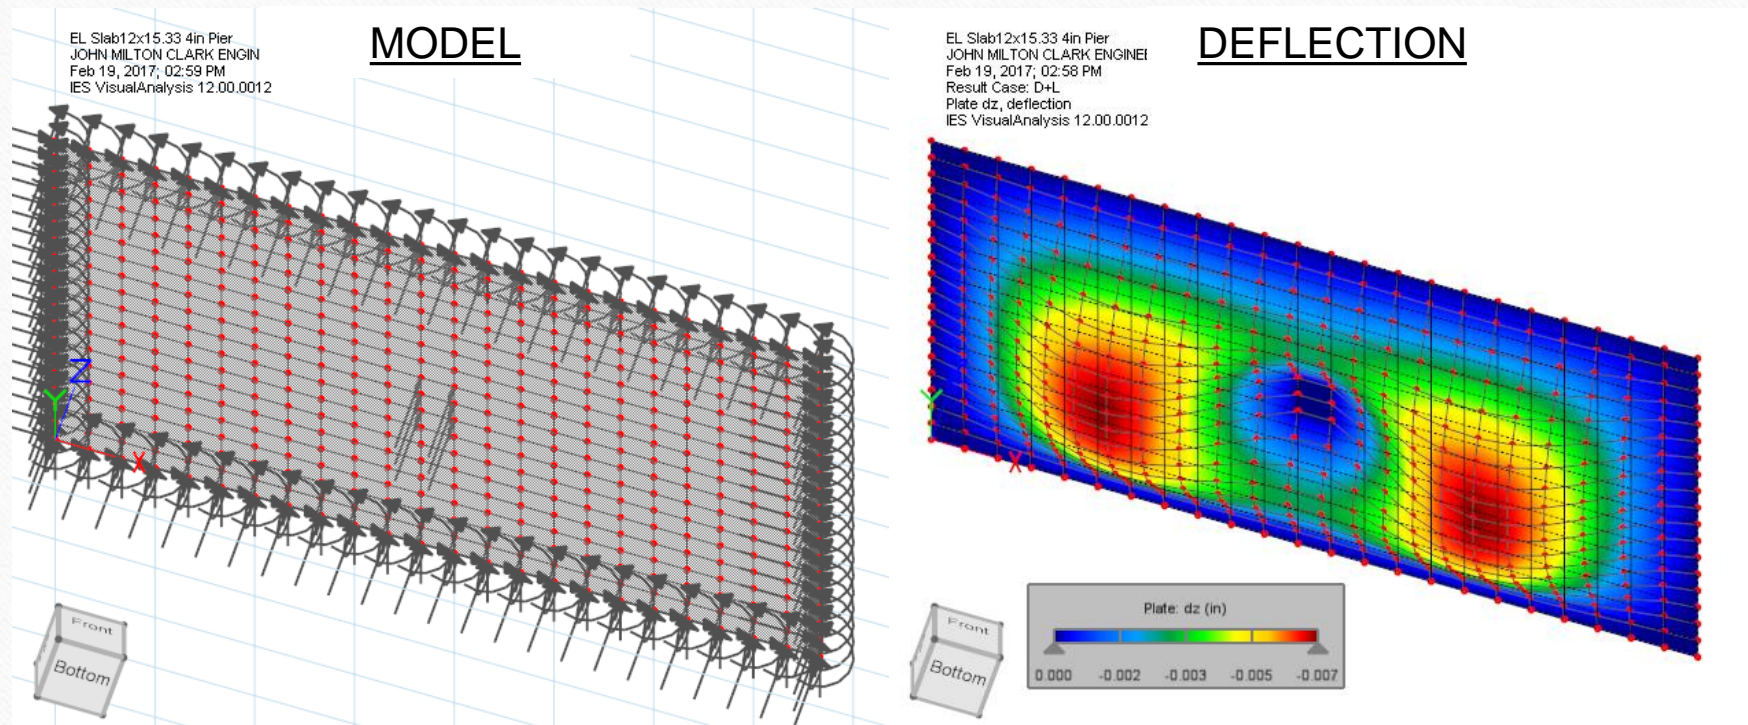 MODEL
EL Slab12x15.33 4in Pier
JOHN MILTON CLARK ENGIN
Feb 19, 2017; 02:59 PM
IES VisualAnalysis 12.00.0012
Z
Y
X
Front
Bottom
DEFLECTION
EL Slab12x15.33 4in Pier
JOHN MILTON CLARK ENGINEE
Feb 19, 2017; 02:58 PM
Result Case: D+L
Plate dz, deflection
IES VisualAnalysis 12.00.0012
Y
X
Front
Bottom
Plate: dz (in)
0.000 -0.002 -0.003 -0.005 -0.007